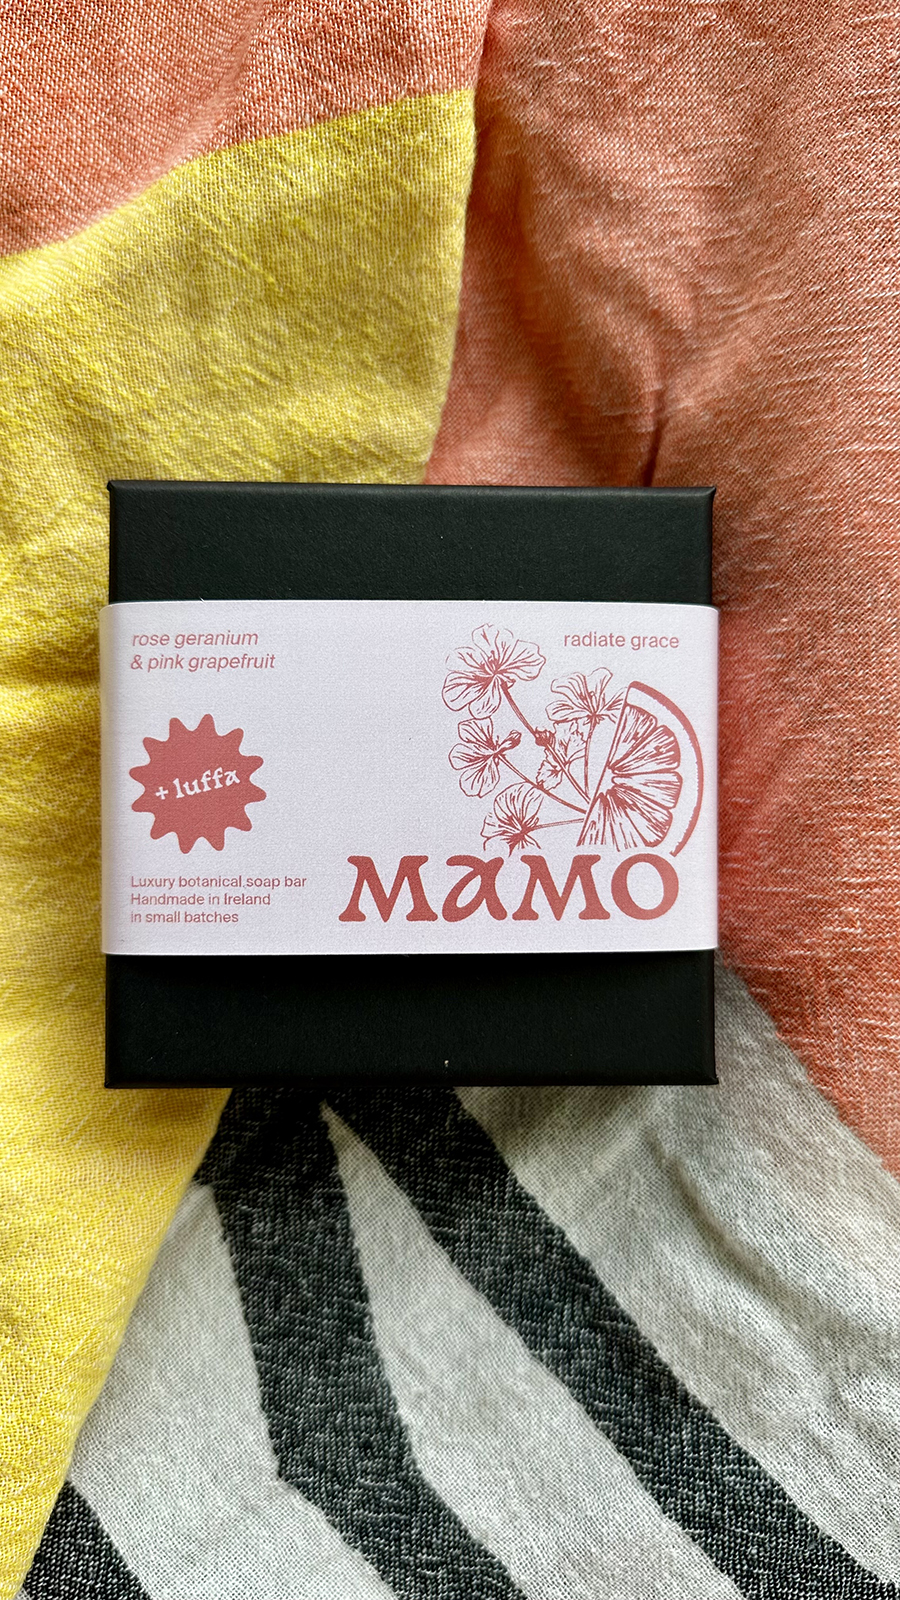 rose geranium
& pink grapefruit
radiate grace
+ luffa
Luxury botanical soap bar
Handmade in Ireland
in small batches
MAMO